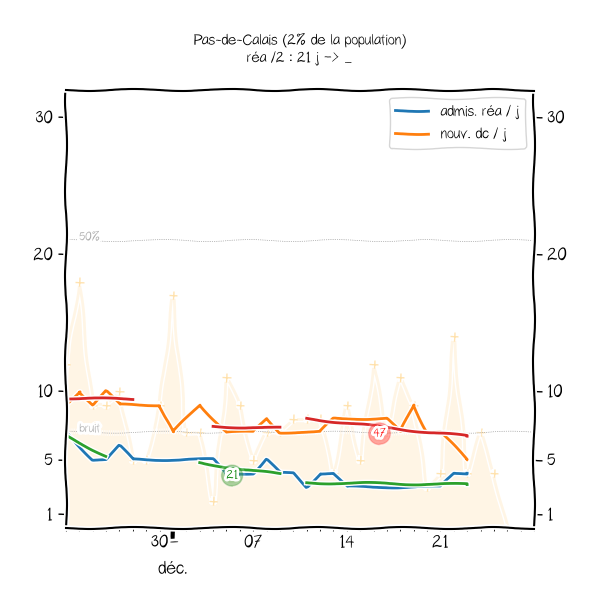 Pas-de-Calais (2% de la population)
réa /2 : 21 j -> _
admis. réa / j
nouv. dc / j
30
30
50%
20
20
10
10
bruit
47
5
21
5
1
1
30
07
14
21
déc.